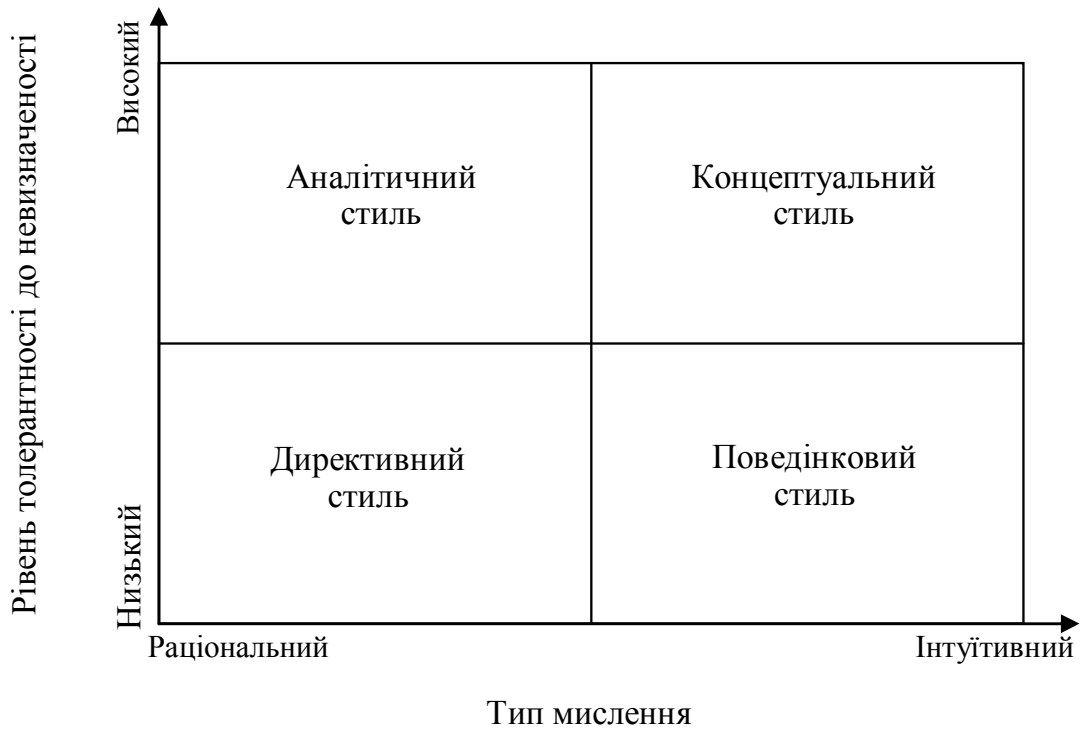 Рівень толерантності до невизначеності
Високий
Аналітичний
стиль
Концептуальний
стиль
Директивний
стиль
Поведінковий
стиль
Низький
Раціональний
Інтуїтивний
Тип мислення